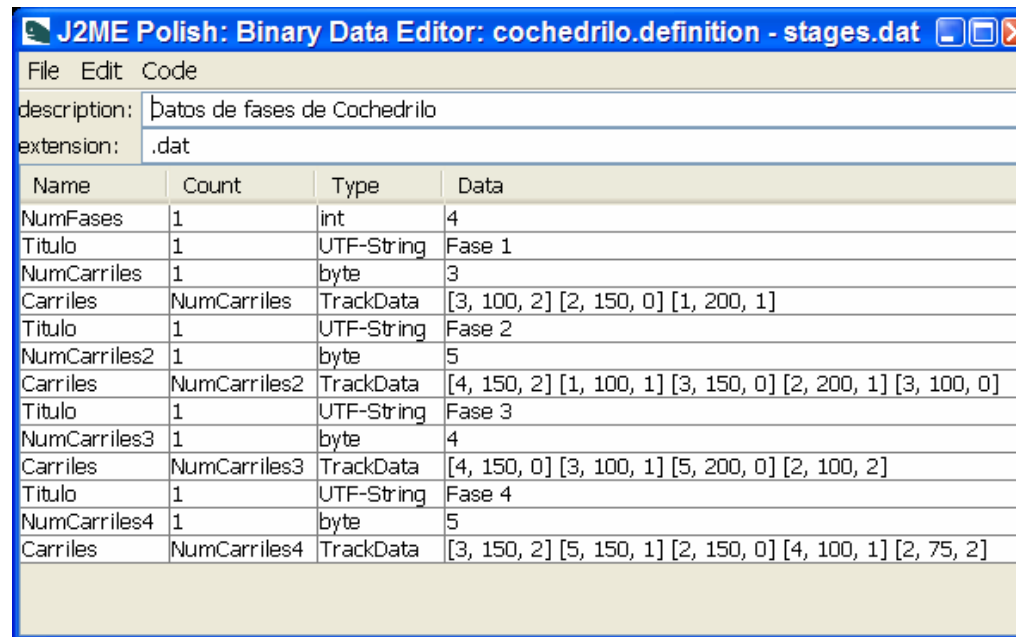 J2ME Polish: Binary Data Editor: cochedrilo.definition - stages.dat
File Edit Code
description: Datos de fases de Cochedrilo
extension: .dat
Name Count Type Data
NumFases 1 int 4
Titulo 1 UTF-String Fase 1
NumCarriles 1 byte 3
Carriles NumCarriles TrackData [3, 100, 2] [2, 150, 0] [1, 200, 1]
Titulo 1 UTF-String Fase 2
NumCarriles2 1 byte 5
Carriles NumCarriles2 TrackData [4, 150, 2] [1, 100, 1] [3, 150, 0] [2, 200, 1] [3, 100, 0]
Titulo 1 UTF-String Fase 3
NumCarriles3 1 byte 4
Carriles NumCarriles3 TrackData [4, 150, 0] [3, 100, 1] [5, 200, 0] [2, 100, 2]
Titulo 1 UTF-String Fase 4
NumCarriles4 1 byte 5
Carriles NumCarriles4 TrackData [3, 150, 2] [5, 150, 1] [2, 150, 0] [4, 100, 1] [2, 75, 2]